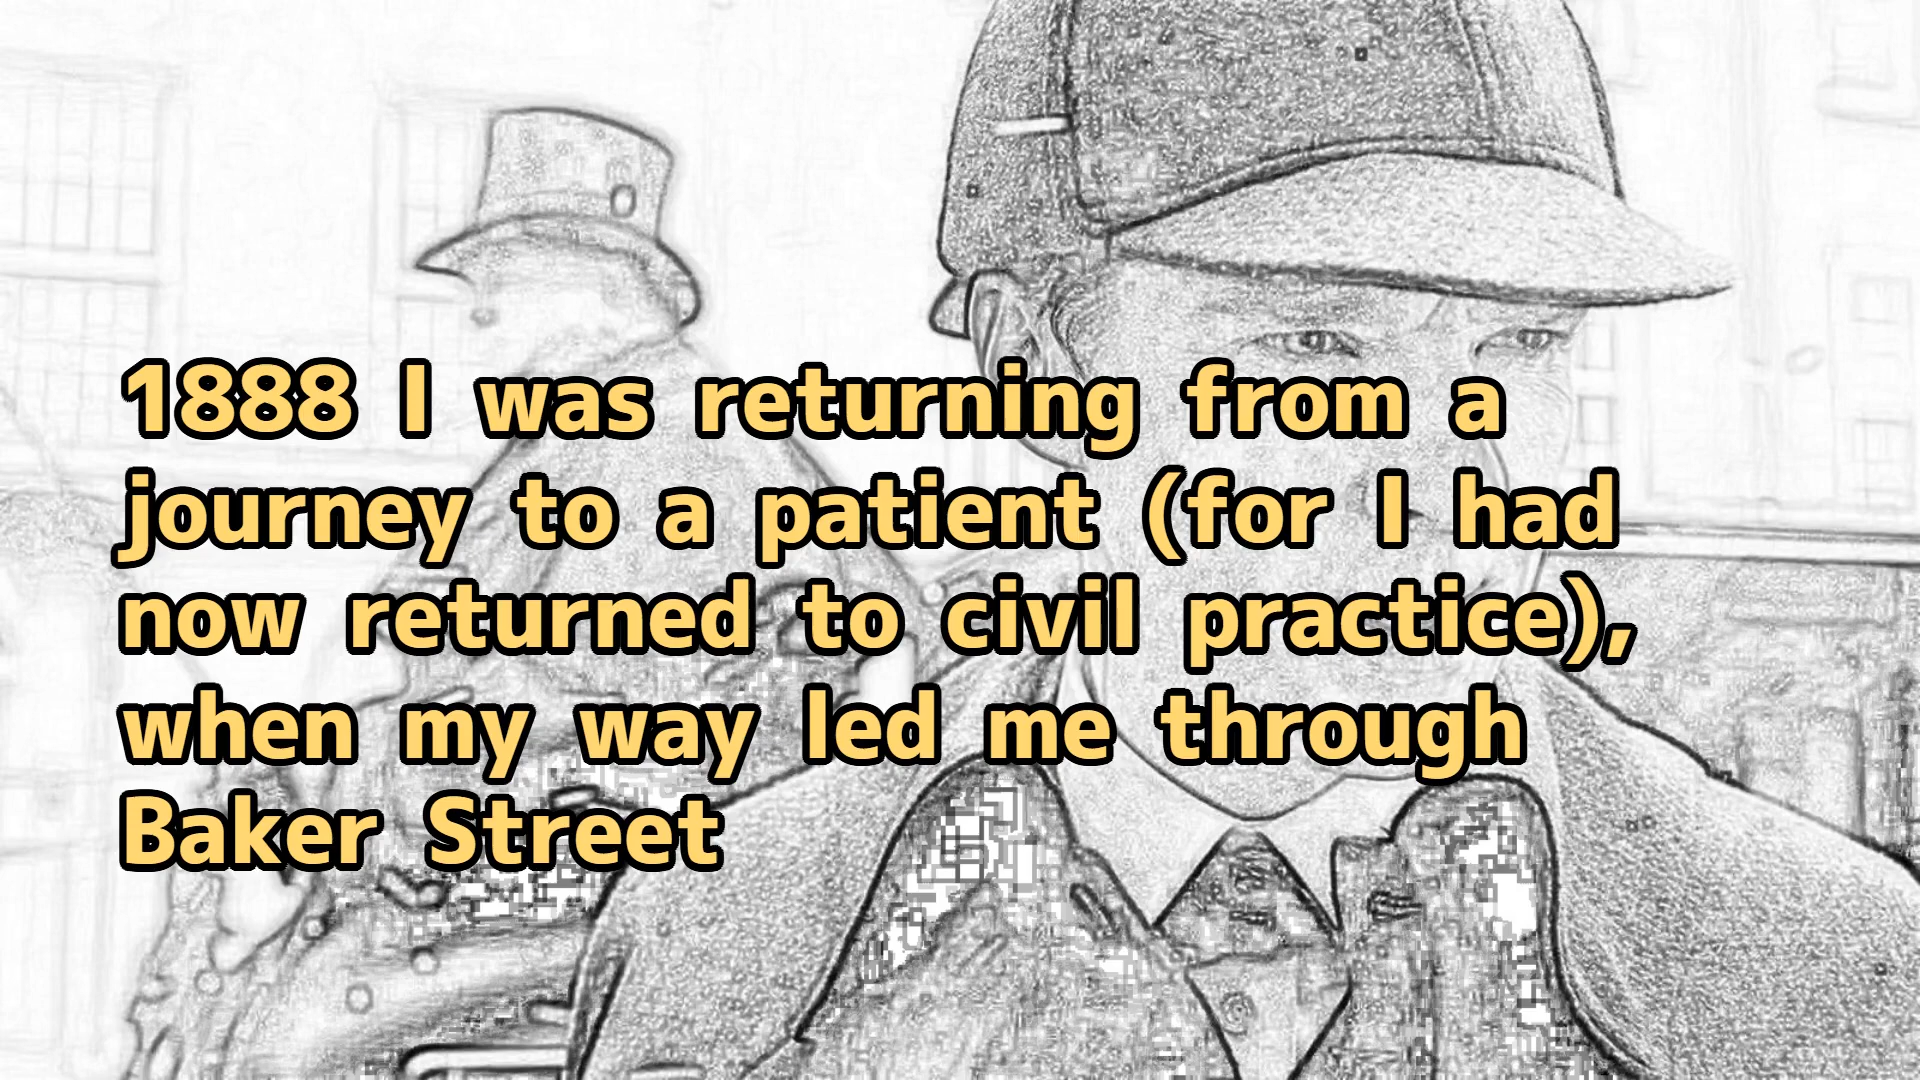 1888 I was returning from a
journey to a patient (for I had
now returned to civil practice),
when my way led me through
Baker Street